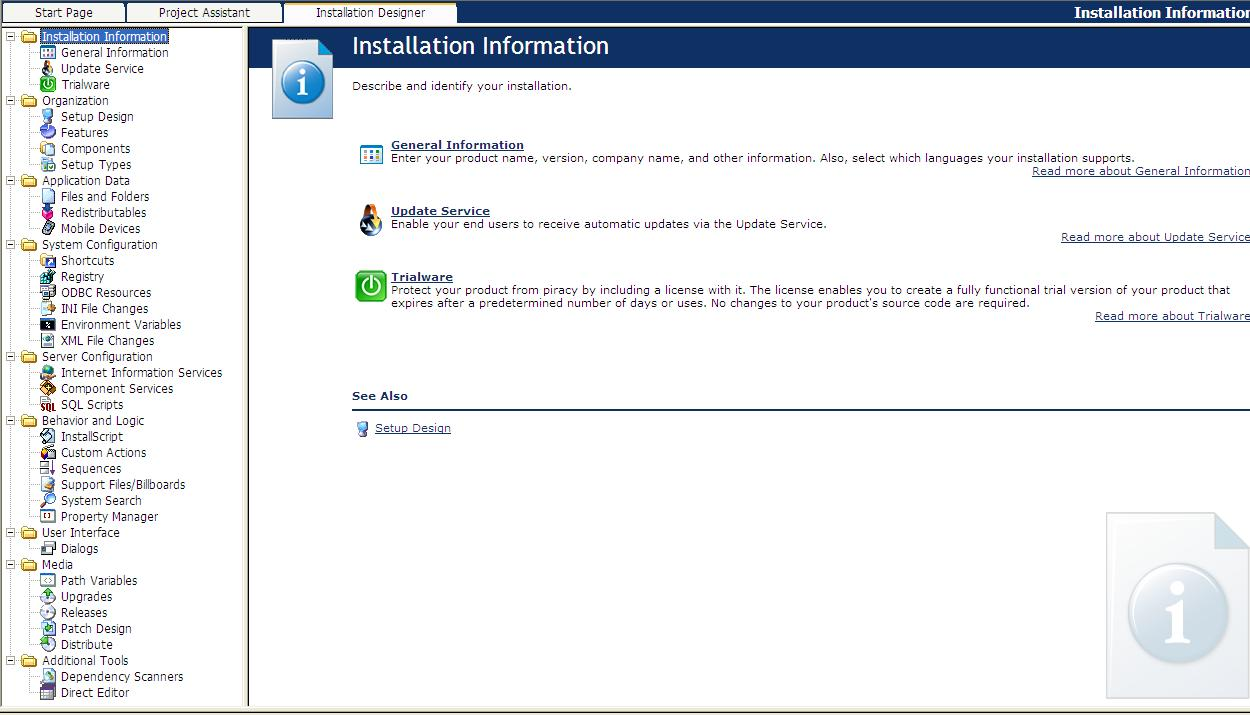 Start Page
Project Assistant
Installation Designer
Installation Information
Installation Information
General Information
Update Service
Trialware
Organization
Setup Design
Features
Components
Setup Types
Application Data
Files and Folders
Redistributables
Mobile Devices
System Configuration
Shortcuts
Registry
ODBC Resources
INI File Changes
Environment Variables
XML File Changes
Server Configuration
Internet Information Services
Component Services
SQL Scripts
Behavior and Logic
InstallScript
Custom Actions
Sequences
Support Files/Billboards
System Search
Property Manager
User Interface
Dialogs
Media
Path Variables
Upgrades
Releases
Patch Design
Distribute
Additional Tools
Dependency Scanners
Direct Editor
Installation Information
Describe and identify your installation.
General Information
Enter your product name, version, company name, and other information. Also, select which languages your installation supports.
Read more about General Information
Update Service
Enable your end users to receive automatic updates via the Update Service.
Read more about Update Service
Trialware
Protect your product from piracy by including a license with it. The license enables you to create a fully functional trial version of your product that
expires after a predetermined number of days or uses. No changes to your product's source code are required.
Read more about Trialware
See Also
Setup Design